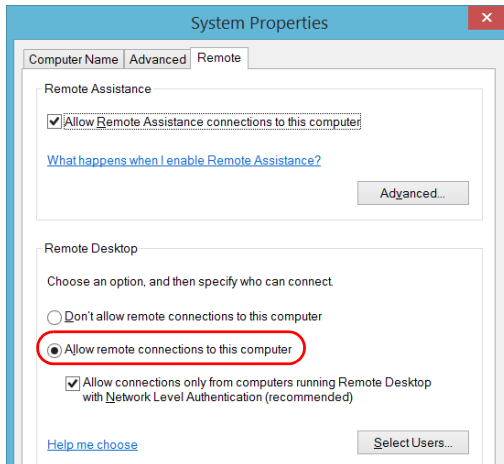 System Properties
Computer Name Advanced Remote
Remote Assistance
Allow Remote Assistance connections to this computer
What happens when I enable Remote Assistance?
Advanced...
Remote Desktop
Choose an option, and then specify who can connect.
Don't allow remote connections to this computer
Allow remote connections to this computer
Allow connections only from computers running Remote Desktop
with Network Level Authentication (recommended)
Help me choose
Select Users...